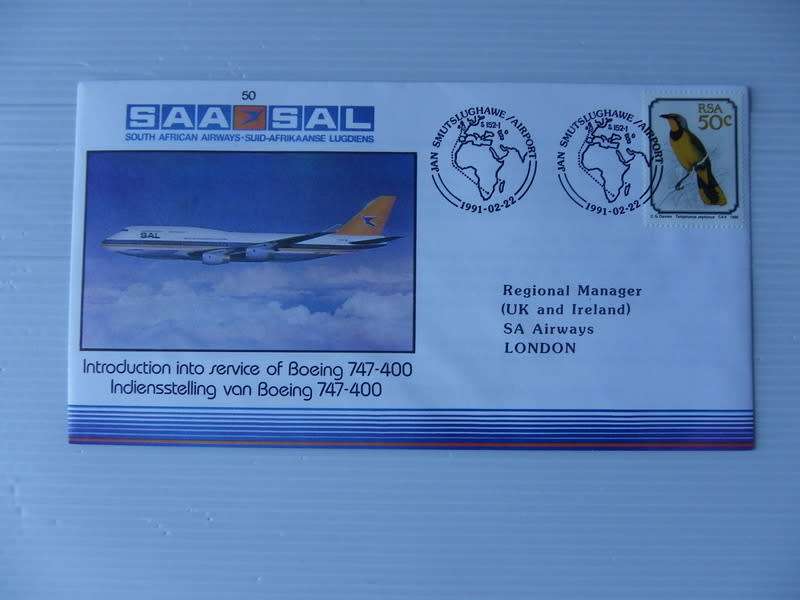 50
SAA SAL
SOUTH AFRICAN AIRWAYS-SUID-AFRIKAANSE LUGDIENS
SAL
Introduction into service of Boeing 747-400
Indiensstelling van Boeing 747-400
JAN SMUTSLUGHAWE/AIRPORT
1991-02-22
JAN SMUTSLUGHAWE/AIRPORT
1991-02-22
RSA
50c
Regional Manager
(UK and Ireland)
SA Airways
LONDON